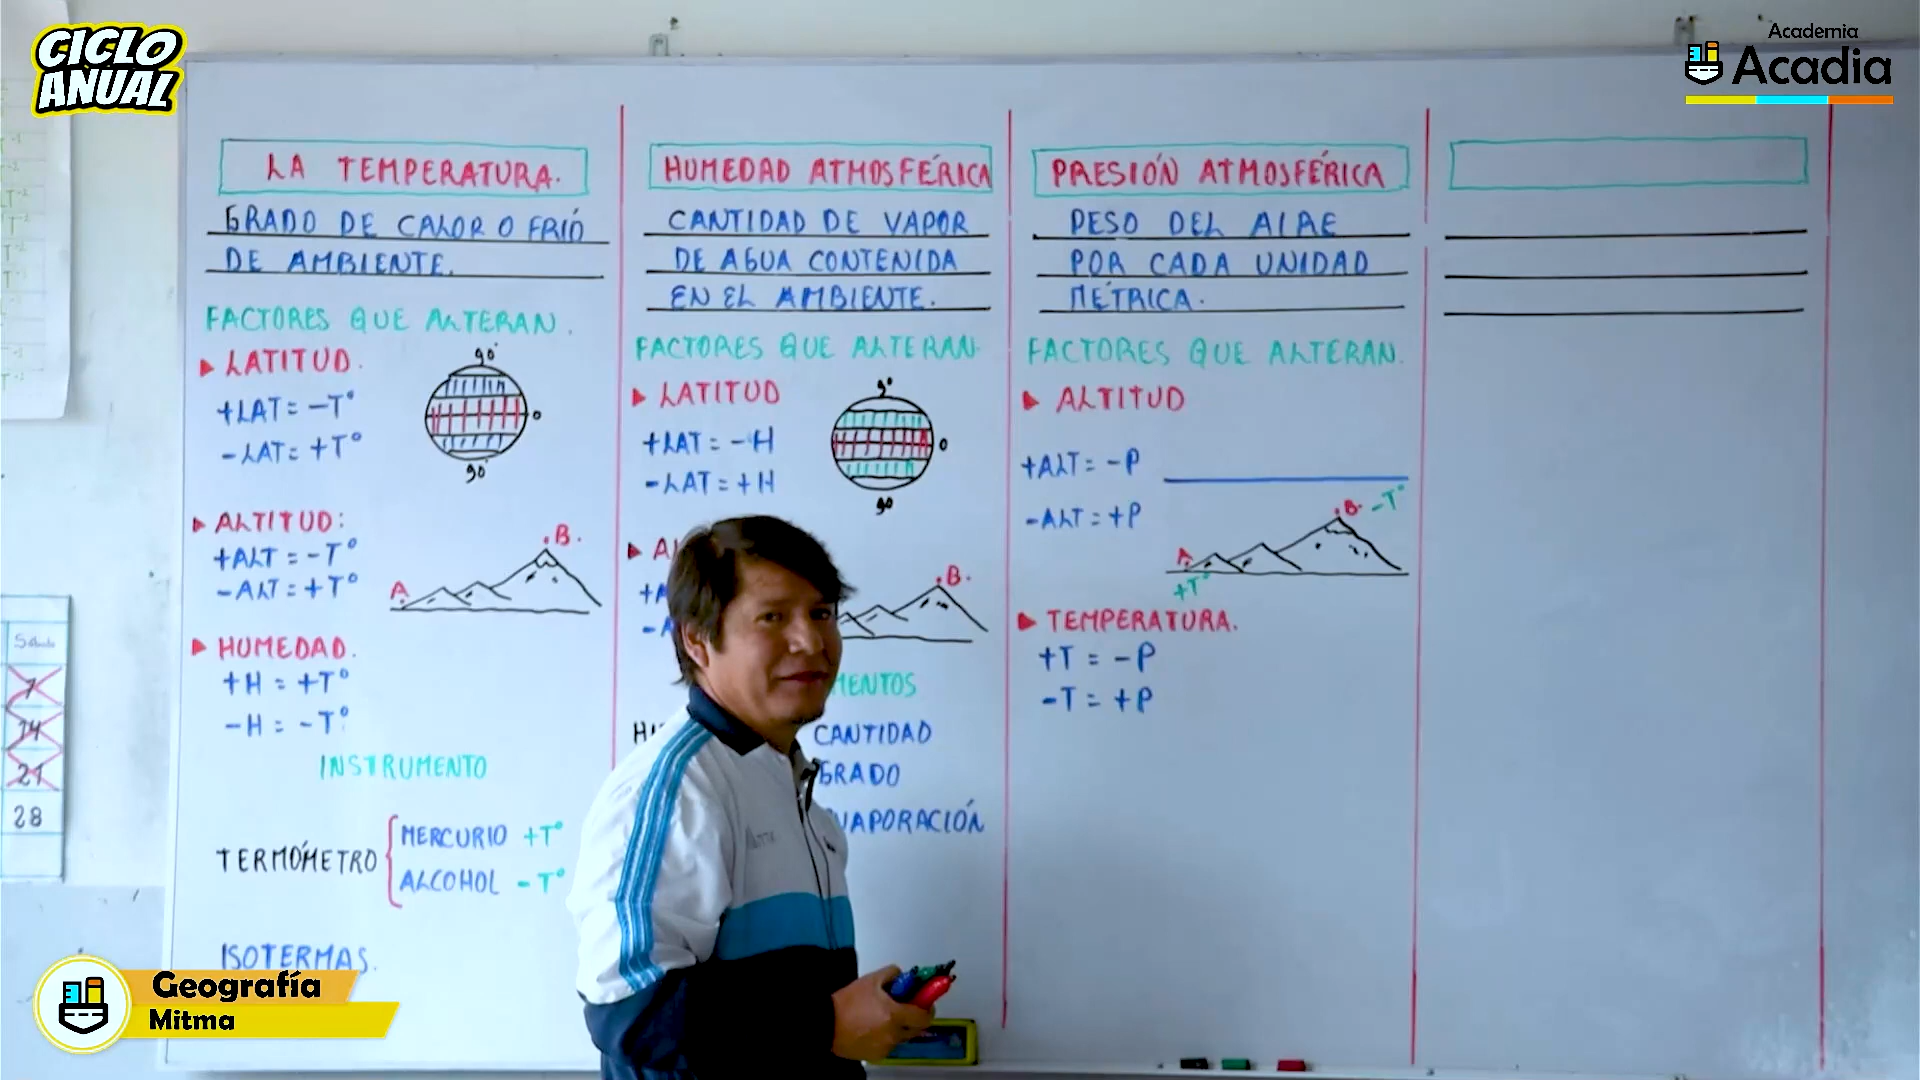 CICLO
ANUAL
Academia
Acadia
LA TEMPERATURA.
GRADO DE CALOR O FRIÓ
DE AMBIENTE.
FACTORES QUE ALTERAN.
LATITUD.
+LAT = -T°
-LAT = +T°
90°
0
90°
ALTITUD:
+ALT = -T°
-ALT = +T°
A
B.
HUMEDAD.
+H = +T°
-H = -T°
INSTRUMENTO
TERMÓMETRO
MERCURIO +T°
ALCOHOL -T°
ISOTERMAS.
HUMEDAD ATMOSFÉRICA
CANTIDAD DE VAPOR
DE AGUA CONTENIDA
EN EL AMBIENTE.
FACTORES QUE ALTERAN.
LATITUD
+LAT = -H
-LAT = +H
9°
0
90
B.
CANTIDAD
GRADO
PRESIÓN ATMOSFÉRICA
PESO DEL AIRE
POR CADA UNIDAD
MÉTRICA.
FACTORES QUE ALTERAN.
ALTITUD
+ALT = -P
-ALT = +P
B. -T°
A
+T°
TEMPERATURA.
+T = -P
-T = +P
Sábado
7
14
21
28
Geografía
Mitma